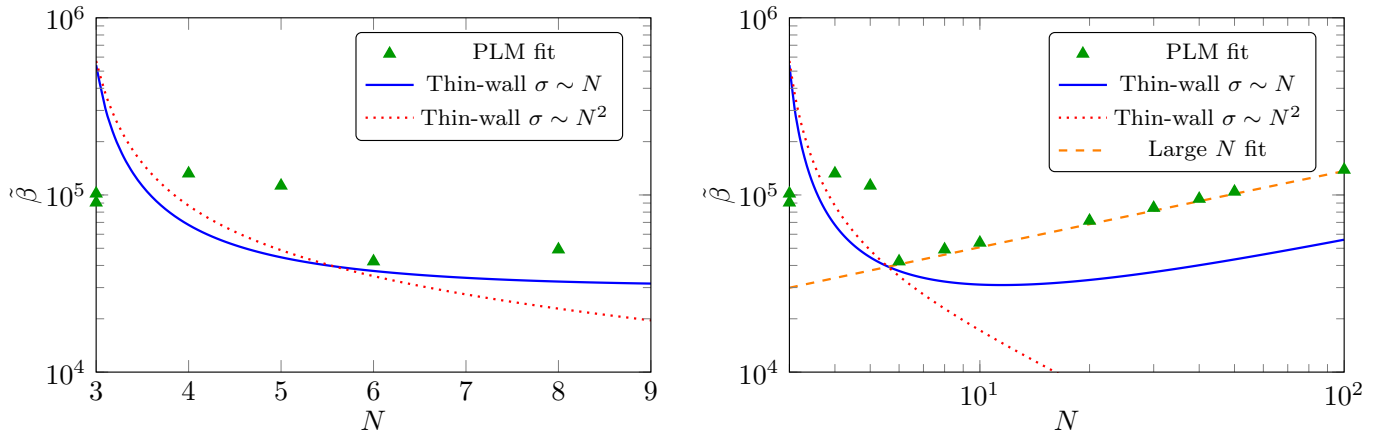 10^6
10^5
10^4
β̃
3 4 5 6 7 8 9
N
PLM fit
Thin-wall σ ∼ N
Thin-wall σ ∼ N^2
10^6
10^5
10^4
β̃
10^1 10^2
N
PLM fit
Thin-wall σ ∼ N
Thin-wall σ ∼ N^2
Large N fit